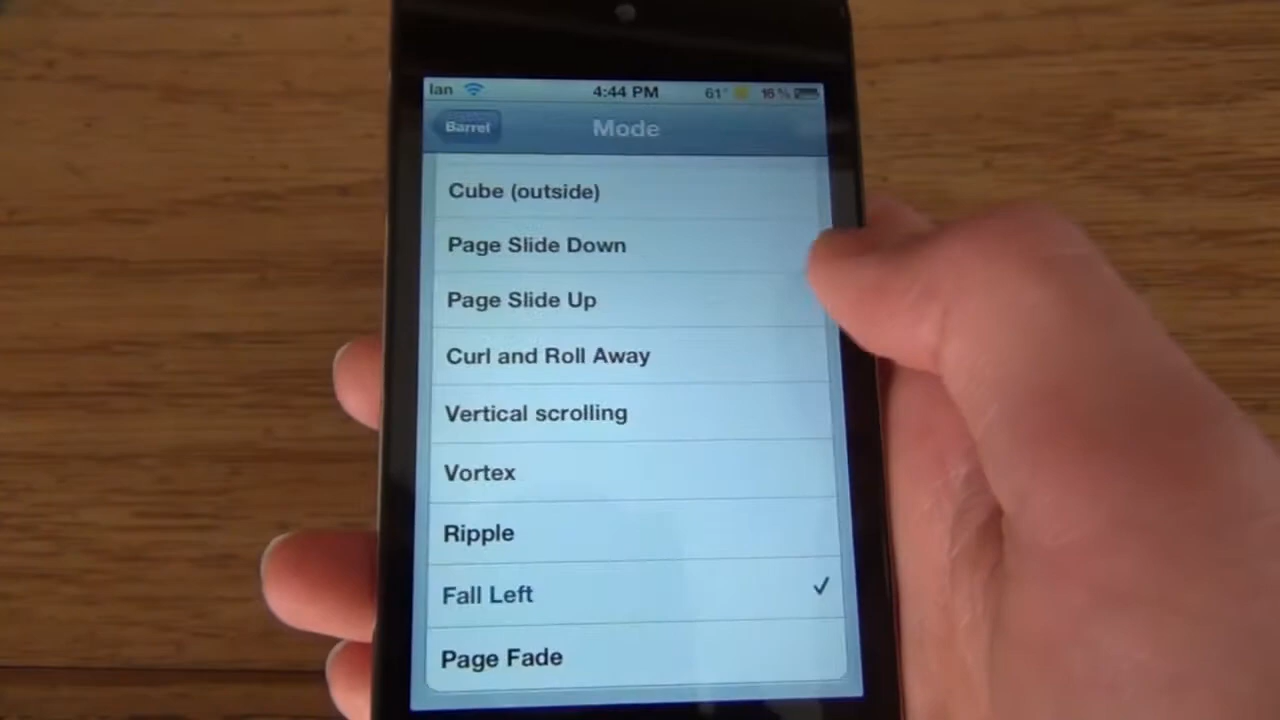 Ian 4:44 PM 61° 16%
Barrel Mode
Cube (outside)
Page Slide Down
Page Slide Up
Curl and Roll Away
Vertical scrolling
Vortex
Ripple
Fall Left
Page Fade